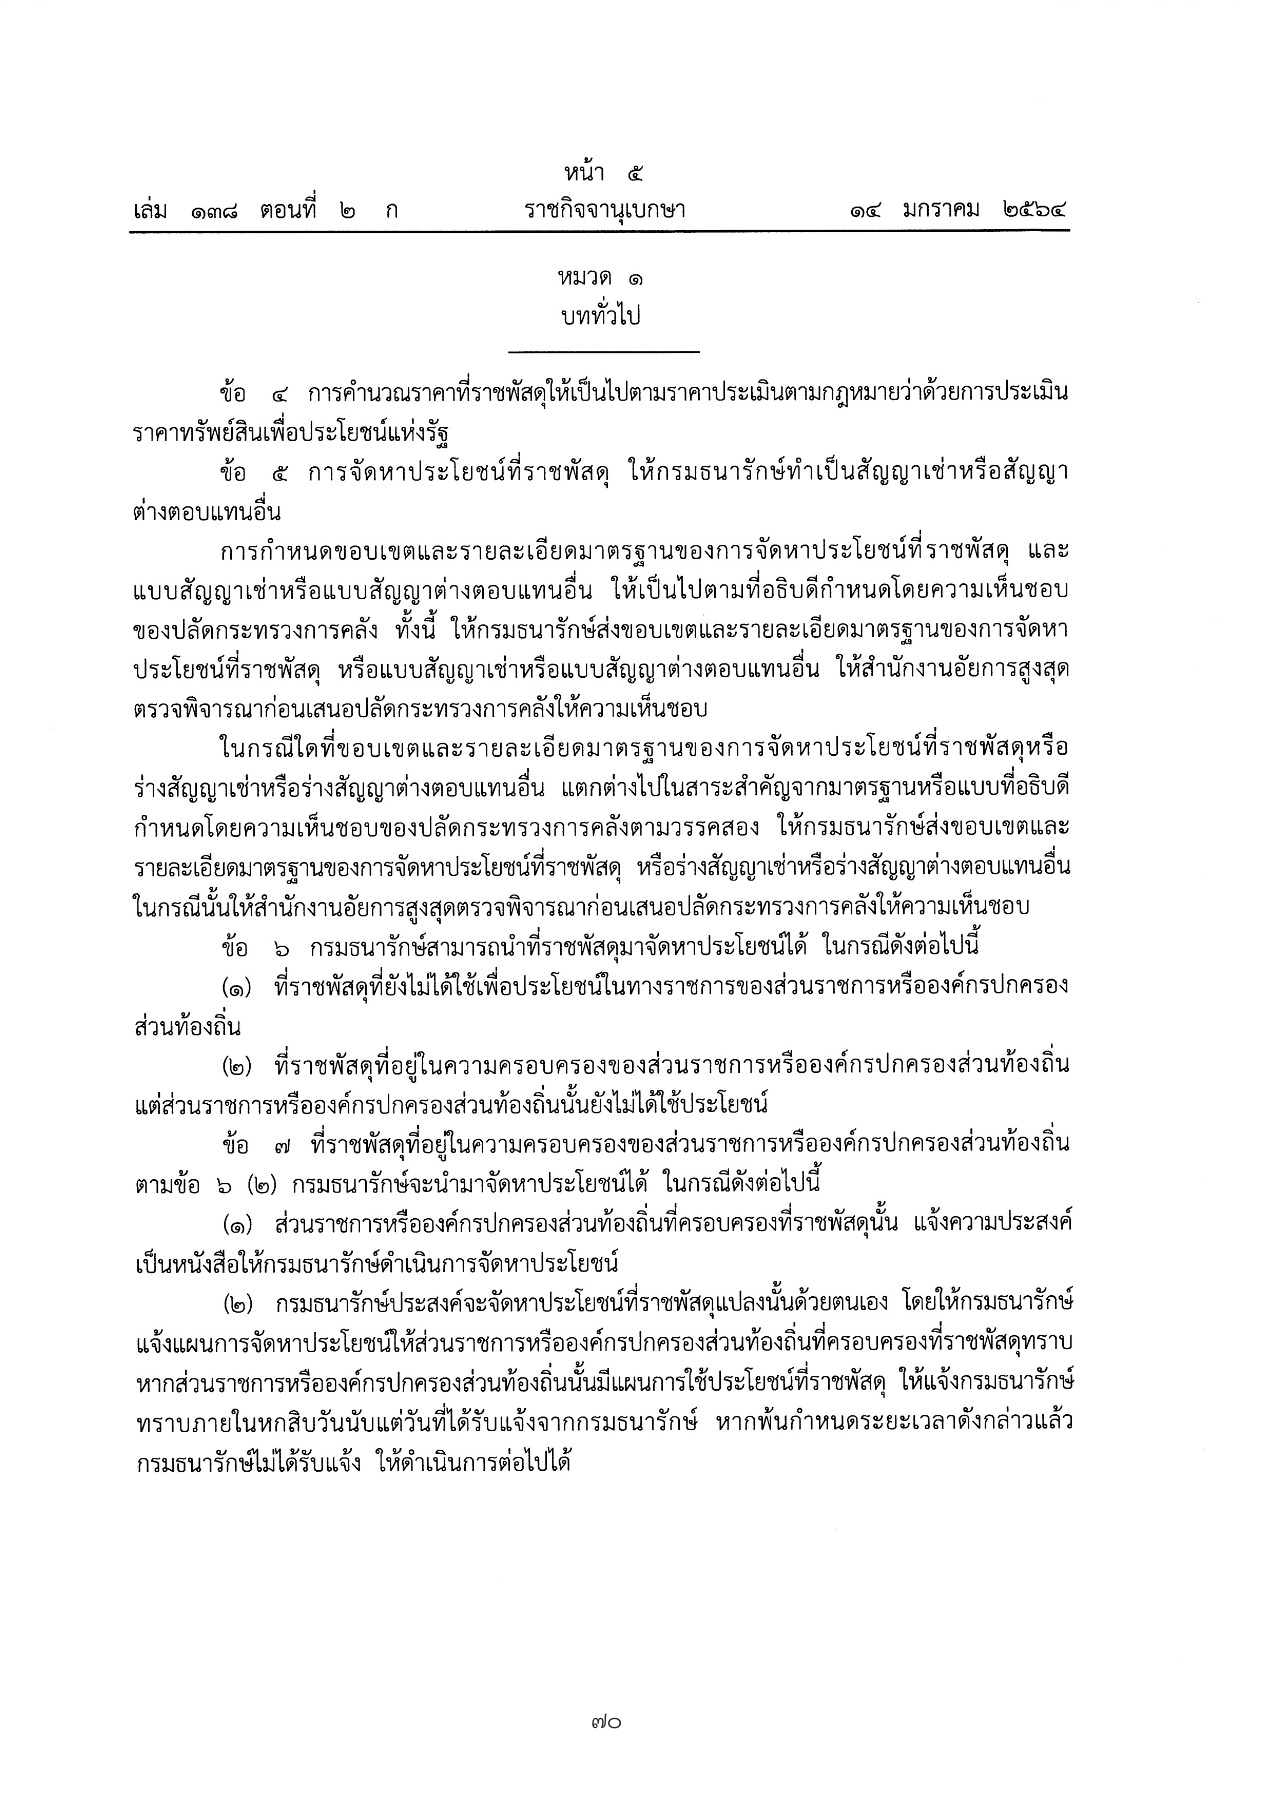 หน้า ๕
เล่ม ๑๓๘ ตอนที่ ๒ ก ราชกิจจานุเบกษา ๑๔ มกราคม ๒๕๖๔
หมวด ๑
บททั่วไป
ข้อ ๔ การคำนวณราคาที่ราชพัสดุให้เป็นไปตามราคาประเมินตามกฎหมายว่าด้วยการประเมิน
ราคาทรัพย์สินเพื่อประโยชน์แห่งรัฐ
ข้อ ๕ การจัดหาประโยชน์ที่ราชพัสดุ ให้กรมธนารักษ์ทำเป็นสัญญาเช่าหรือสัญญา
ต่างตอบแทนอื่น
การกำหนดขอบเขตและรายละเอียดมาตรฐานของการจัดหาประโยชน์ที่ราชพัสดุ และ
แบบสัญญาเช่าหรือแบบสัญญาต่างตอบแทนอื่น ให้เป็นไปตามที่อธิบดีกำหนดโดยความเห็นชอบ
ของปลัดกระทรวงการคลัง ทั้งนี้ ให้กรมธนารักษ์ส่งขอบเขตและรายละเอียดมาตรฐานของการจัดหา
ประโยชน์ที่ราชพัสดุ หรือแบบสัญญาเช่าหรือแบบสัญญาต่างตอบแทนอื่น ให้สำนักงานอัยการสูงสุด
ตรวจพิจารณาก่อนเสนอปลัดกระทรวงการคลังให้ความเห็นชอบ
ในกรณีใดที่ขอบเขตและรายละเอียดมาตรฐานของการจัดหาประโยชน์ที่ราชพัสดุหรือ
ร่างสัญญาเช่าหรือร่างสัญญาต่างตอบแทนอื่น แตกต่างไปในสาระสำคัญจากมาตรฐานหรือแบบที่อธิบดี
กำหนดโดยความเห็นชอบของปลัดกระทรวงการคลังตามวรรคสอง ให้กรมธนารักษ์ส่งขอบเขตและ
รายละเอียดมาตรฐานของการจัดหาประโยชน์ที่ราชพัสดุ หรือร่างสัญญาเช่าหรือร่างสัญญาต่างตอบแทนอื่น
ในกรณีนั้นให้สำนักงานอัยการสูงสุดตรวจพิจารณาก่อนเสนอปลัดกระทรวงการคลังให้ความเห็นชอบ
ข้อ ๖ กรมธนารักษ์สามารถนำที่ราชพัสดุมาจัดหาประโยชน์ได้ ในกรณีดังต่อไปนี้
(๑) ที่ราชพัสดุที่ยังไม่ได้ใช้เพื่อประโยชน์ในทางราชการของส่วนราชการหรือองค์กรปกครอง
ส่วนท้องถิ่น
(๒) ที่ราชพัสดุที่อยู่ในความครอบครองของส่วนราชการหรือองค์กรปกครองส่วนท้องถิ่น
แต่ส่วนราชการหรือองค์กรปกครองส่วนท้องถิ่นนั้นยังไม่ได้ใช้ประโยชน์
ข้อ ๗ ที่ราชพัสดุที่อยู่ในความครอบครองของส่วนราชการหรือองค์กรปกครองส่วนท้องถิ่น
ตามข้อ ๖ (๒) กรมธนารักษ์จะนำมาจัดหาประโยชน์ได้ ในกรณีดังต่อไปนี้
(๑) ส่วนราชการหรือองค์กรปกครองส่วนท้องถิ่นที่ครอบครองที่ราชพัสดุนั้น แจ้งความประสงค์
เป็นหนังสือให้กรมธนารักษ์ดำเนินการจัดหาประโยชน์
(๒) กรมธนารักษ์ประสงค์จะจัดหาประโยชน์ที่ราชพัสดุแปลงนั้นด้วยตนเอง โดยให้กรมธนารักษ์
แจ้งแผนการจัดหาประโยชน์ให้ส่วนราชการหรือองค์กรปกครองส่วนท้องถิ่นที่ครอบครองที่ราชพัสดุทราบ
หากส่วนราชการหรือองค์กรปกครองส่วนท้องถิ่นนั้นมีแผนการใช้ประโยชน์ที่ราชพัสดุ ให้แจ้งกรมธนารักษ์
ทราบภายในหกสิบวันนับแต่วันที่ได้รับแจ้งจากกรมธนารักษ์ หากพ้นกำหนดระยะเวลาดังกล่าวแล้ว
กรมธนารักษ์ไม่ได้รับแจ้ง ให้ดำเนินการต่อไปได้
๗๐